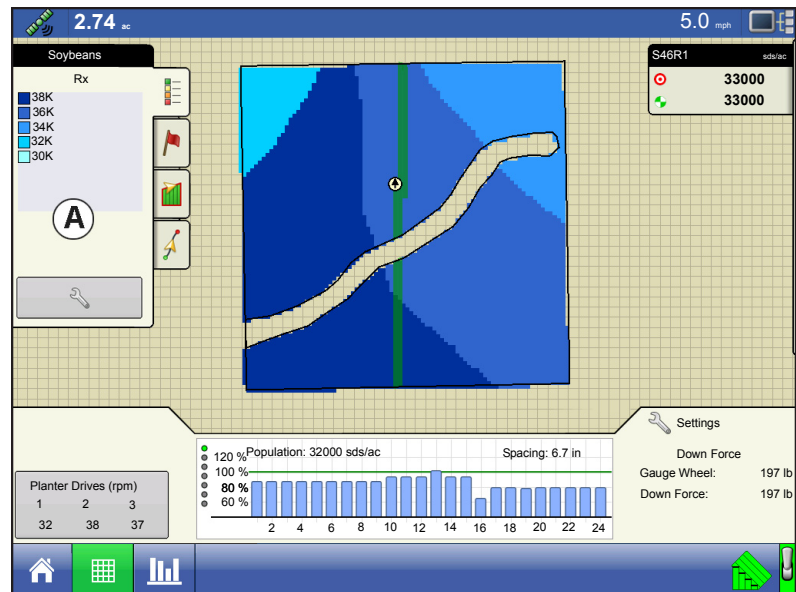 2.74 ac
5.0 mph
Soybeans
Rx
38K
36K
34K
32K
30K
A
S46R1 sds/ac
33000
33000
Population: 32000 sds/ac Spacing: 6.7 in
120 %
100 %
80 %
60 %
2 4 6 8 10 12 14 16 18 20 22 24
Planter Drives (rpm)
1 2 3
32 38 37
Settings
Down Force
Gauge Wheel: 197 lb
Down Force: 197 lb